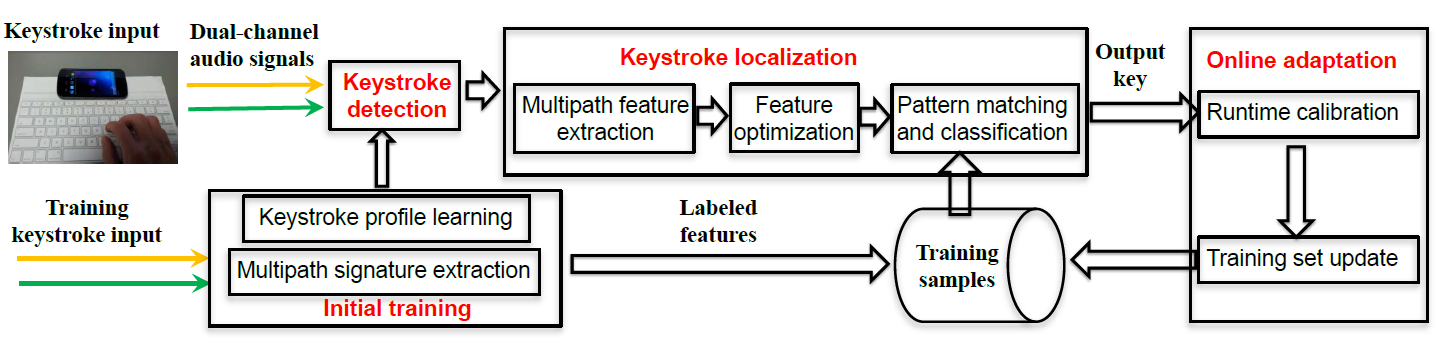 Keystroke input
Dual-channel
audio signals
Keystroke
detection
Keystroke localization
Multipath feature
extraction
Feature
optimization
Pattern matching
and classification
Output
key
Online adaptation
Runtime calibration
Training set update
Training
keystroke input
Keystroke profile learning
Multipath signature extraction
Initial training
Labeled
features
Training
samples